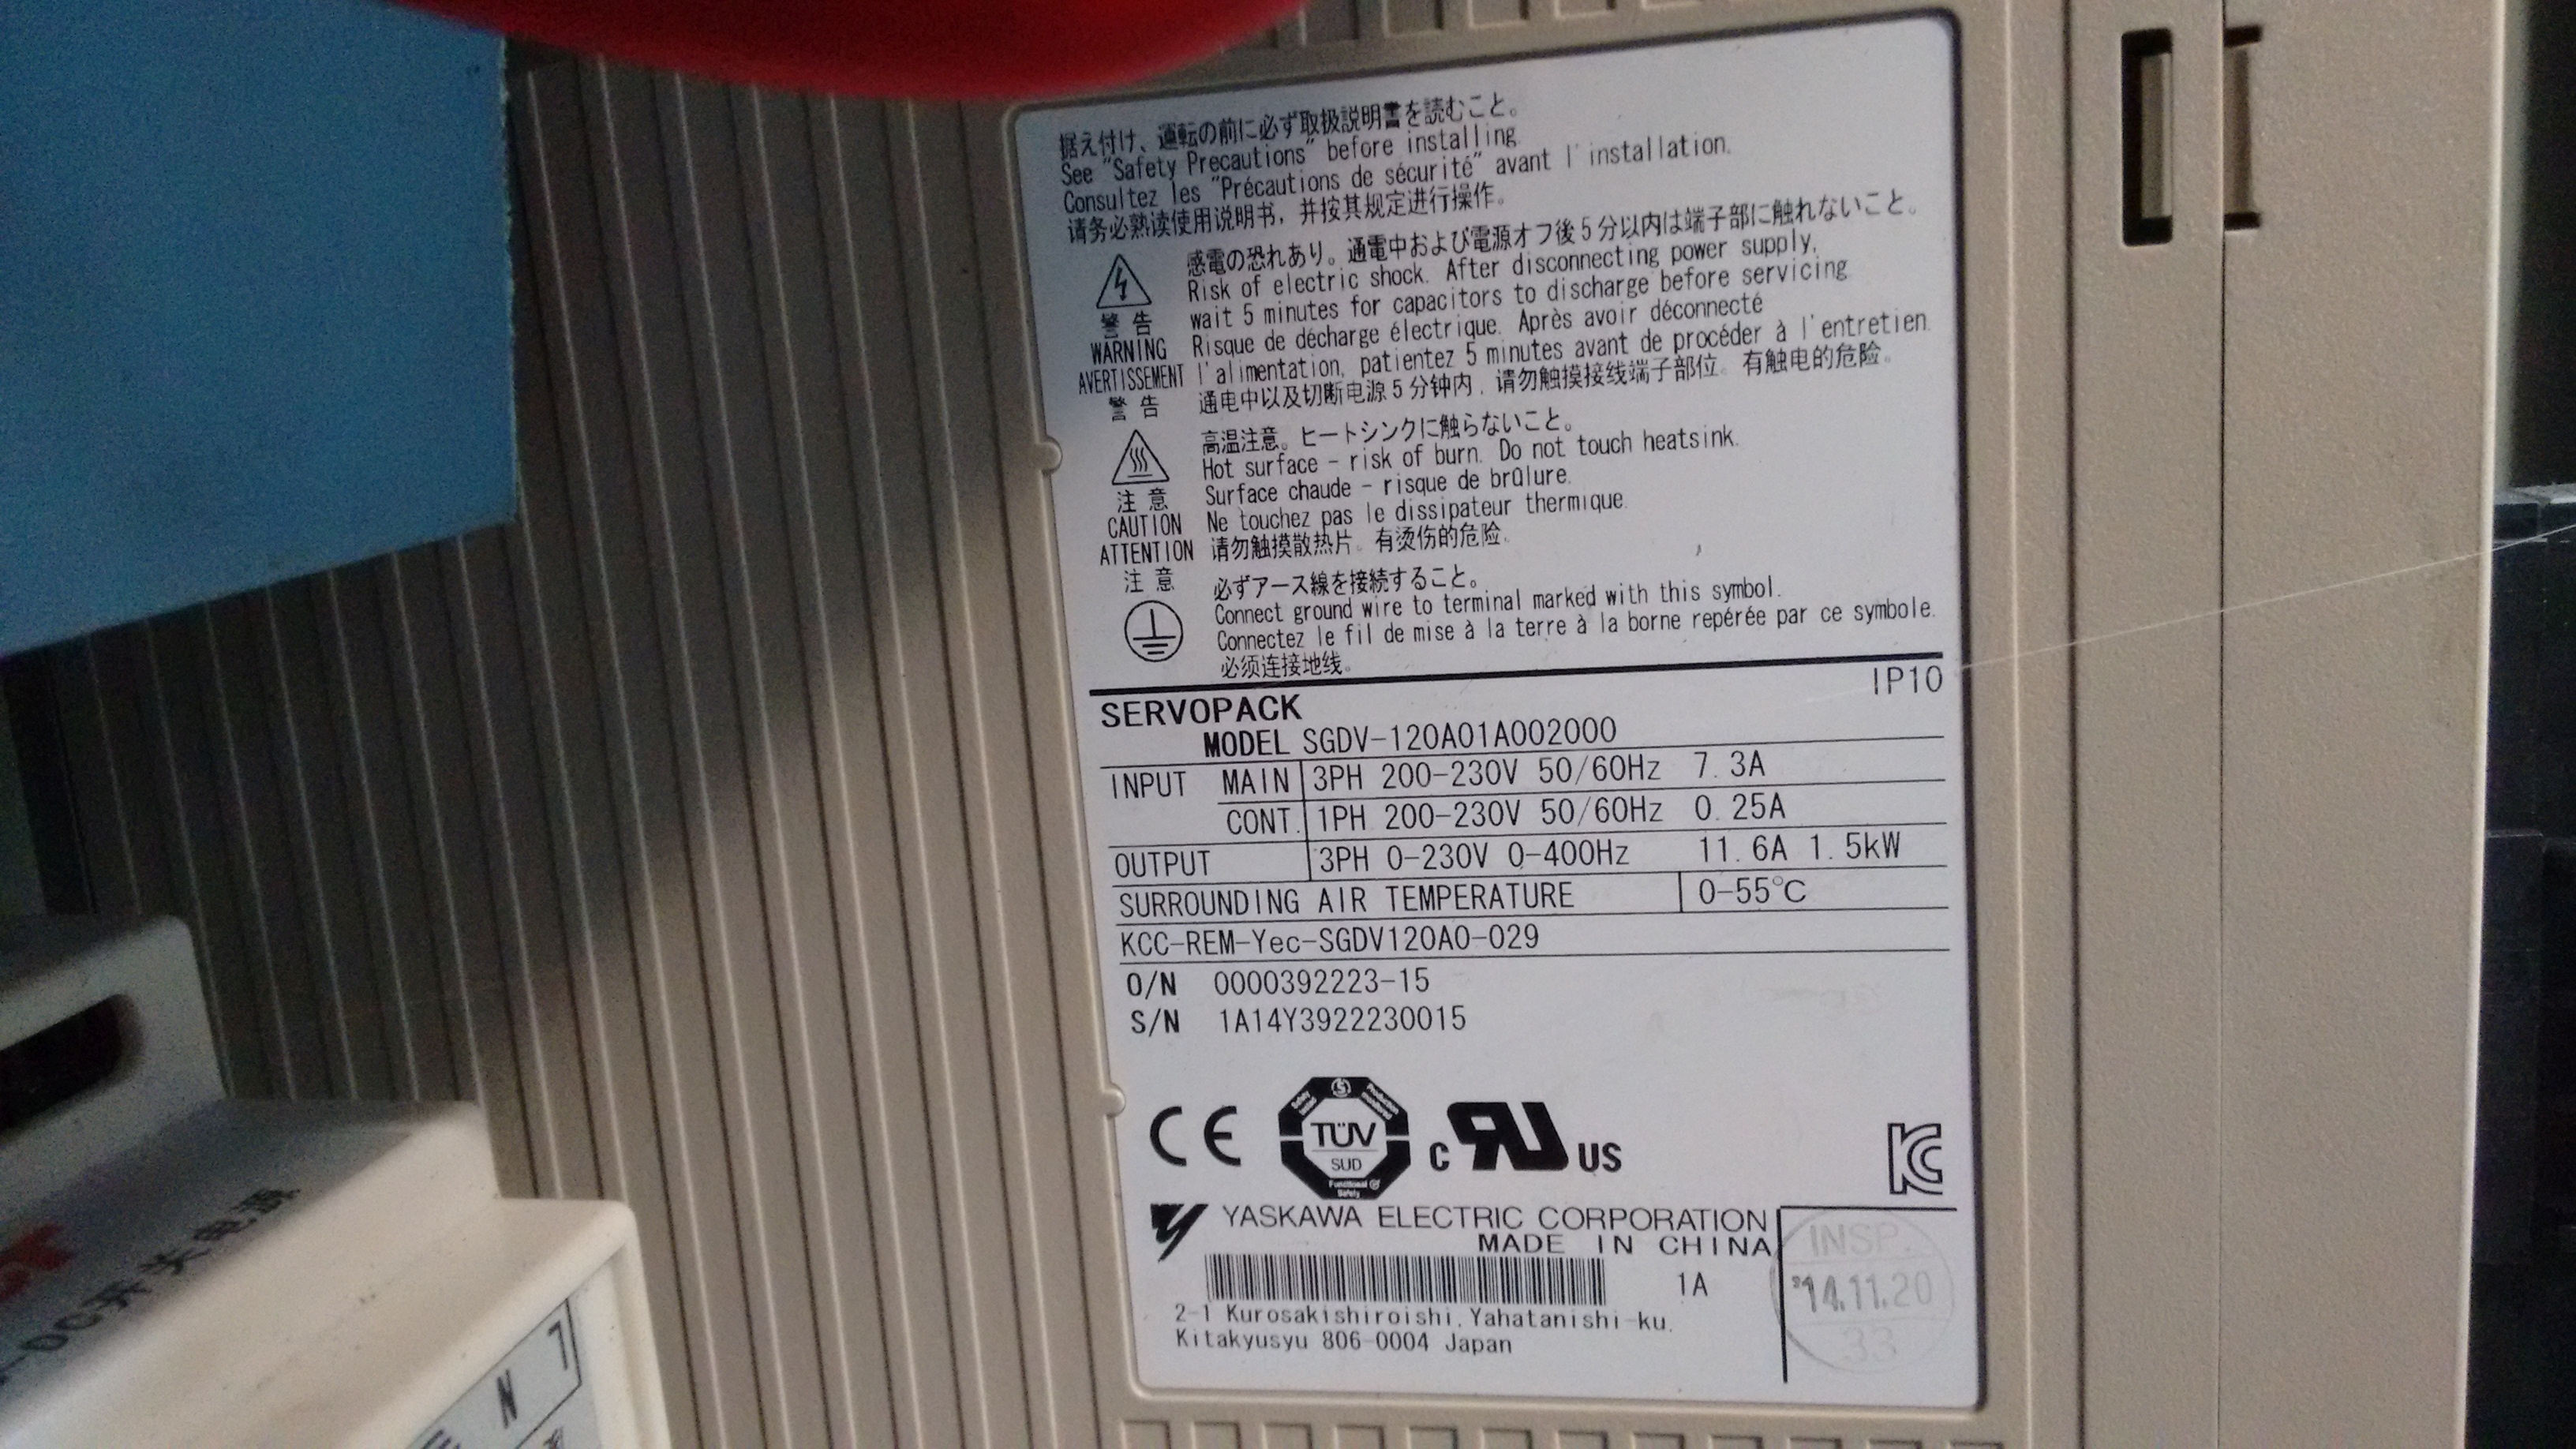 据え付け、運転の前に必ず取扱説明書を読むこと。
See "Safety Precautions" before installing.
Consultez les "Précautions de sécurité" avant l'installation.
请务必熟读使用说明书，并按其规定进行操作。
感電の恐れあり。通電中および電源オフ後5分以内は端子部に触れないこと。
Risk of electric shock. After disconnecting power supply,
wait 5 minutes for capacitors to discharge before servicing.
Risque de décharge électrique. Après avoir déconnecté
l'alimentation, patientez 5 minutes avant de procéder à l'entretien.
通电中以及切断电源5分钟内，请勿触摸接线端子部位。有触电的危险。
警告
WARNING
AVERTISSEMENT
警告
高温注意。ヒートシンクに触らないこと。
Hot surface - risk of burn. Do not touch heatsink.
Surface chaude - risque de brûlure.
Ne touchez pas le dissipateur thermique.
请勿触摸散热片。有烫伤的危险。
注意
CAUTION
ATTENTION
注意
必ずアース線を接続すること。
Connect ground wire to terminal marked with this symbol.
Connectez le fil de mise à la terre à la borne repérée par ce symbole.
必须连接地线。
IP10
SERVOPACK
MODEL SGDV-120A01A002000
INPUT MAIN 3PH 200-230V 50/60Hz 7.3A
CONT. 1PH 200-230V 50/60Hz 0.25A
OUTPUT 3PH 0-230V 0-400Hz 11.6A 1.5kW
SURROUNDING AIR TEMPERATURE 0-55℃
KCC-REM-Yec-SGDV120A0-029
O/N 0000392223-15
S/N 1A14Y3922230015
CE
Safety tested
Production monitored
TÜV
SUD
Functional Safety
c RU US
KC
YASKAWA ELECTRIC CORPORATION
MADE IN CHINA
1A
2-1 Kurosakishiroishi, Yahatanishi-ku,
Kitakyusyu 806-0004 Japan
INSP.
'14.11.20
33
-DC开关电源
N